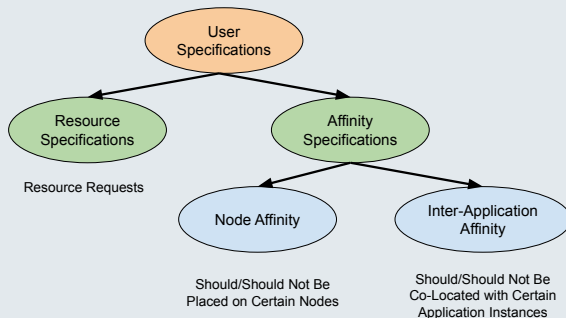 User
Specifications
Resource
Specifications
Affinity
Specifications
Resource Requests
Node Affinity
Inter-Application
Affinity
Should/Should Not Be
Placed on Certain Nodes
Should/Should Not Be
Co-Located with Certain
Application Instances